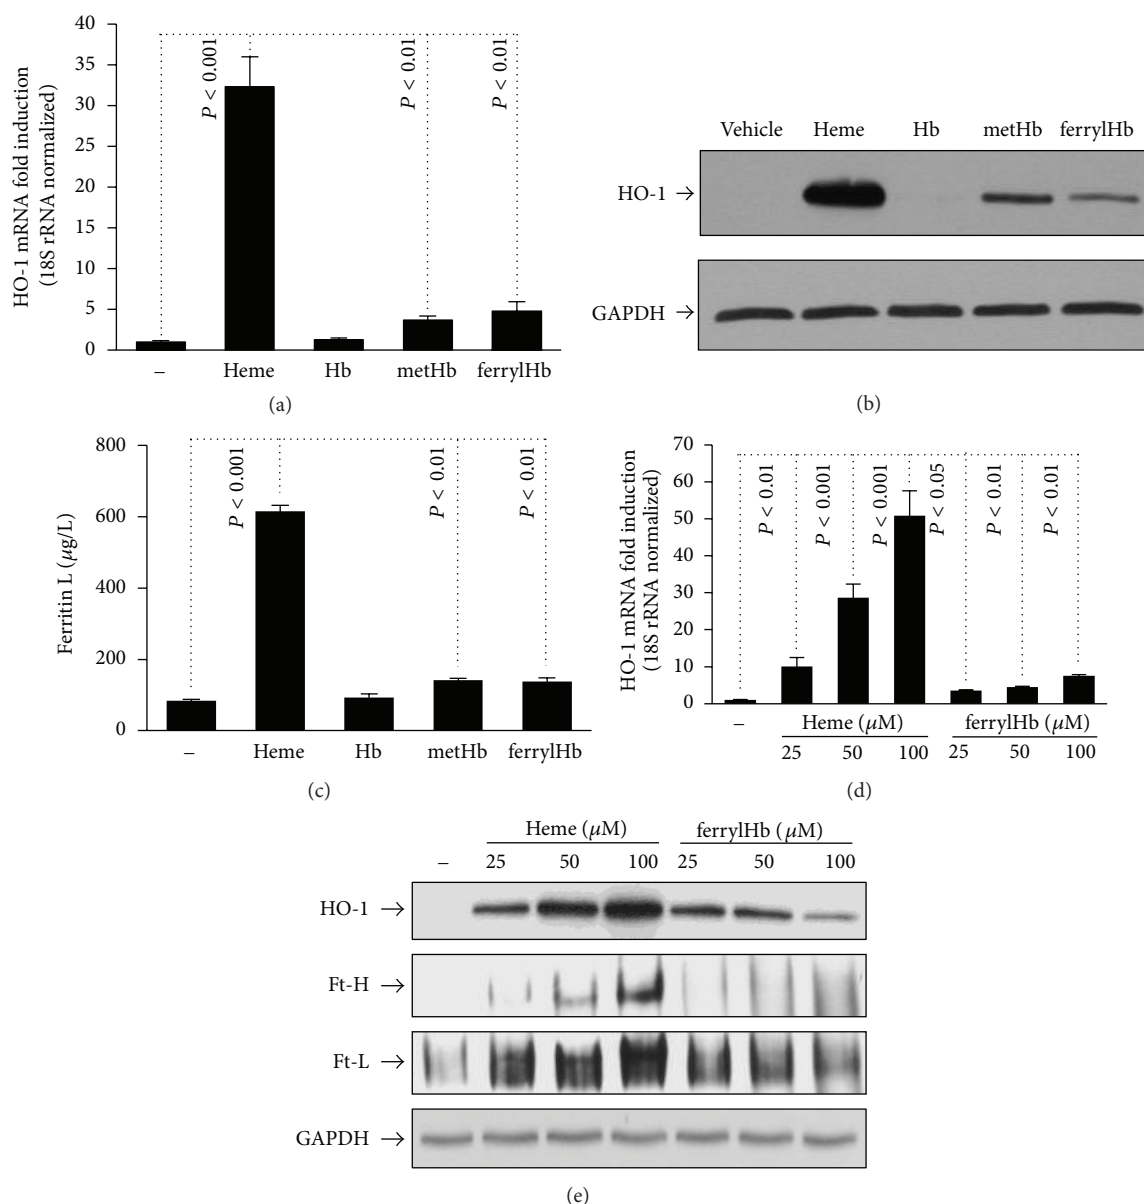 HO-1 mRNA fold induction
(18S rRNA normalized)
40
35
30
25
20
15
10
5
0
P < 0.001
P < 0.01
P < 0.01
– Heme Hb metHb ferrylHb
(a)
Vehicle Heme Hb metHb ferrylHb
HO-1 →
GAPDH →
(b)
Ferritin L (μg/L)
800
600
400
200
0
P < 0.001
P < 0.01
P < 0.01
– Heme Hb metHb ferrylHb
(c)
HO-1 mRNA fold induction
(18S rRNA normalized)
70
60
50
40
30
20
10
0
P < 0.01
P < 0.001
P < 0.001
P < 0.05
P < 0.01
P < 0.01
– Heme (μM) ferrylHb (μM)
25 50 100 25 50 100
(d)
Heme (μM) ferrylHb (μM)
– 25 50 100 25 50 100
HO-1 →
Ft-H →
Ft-L →
GAPDH →
(e)